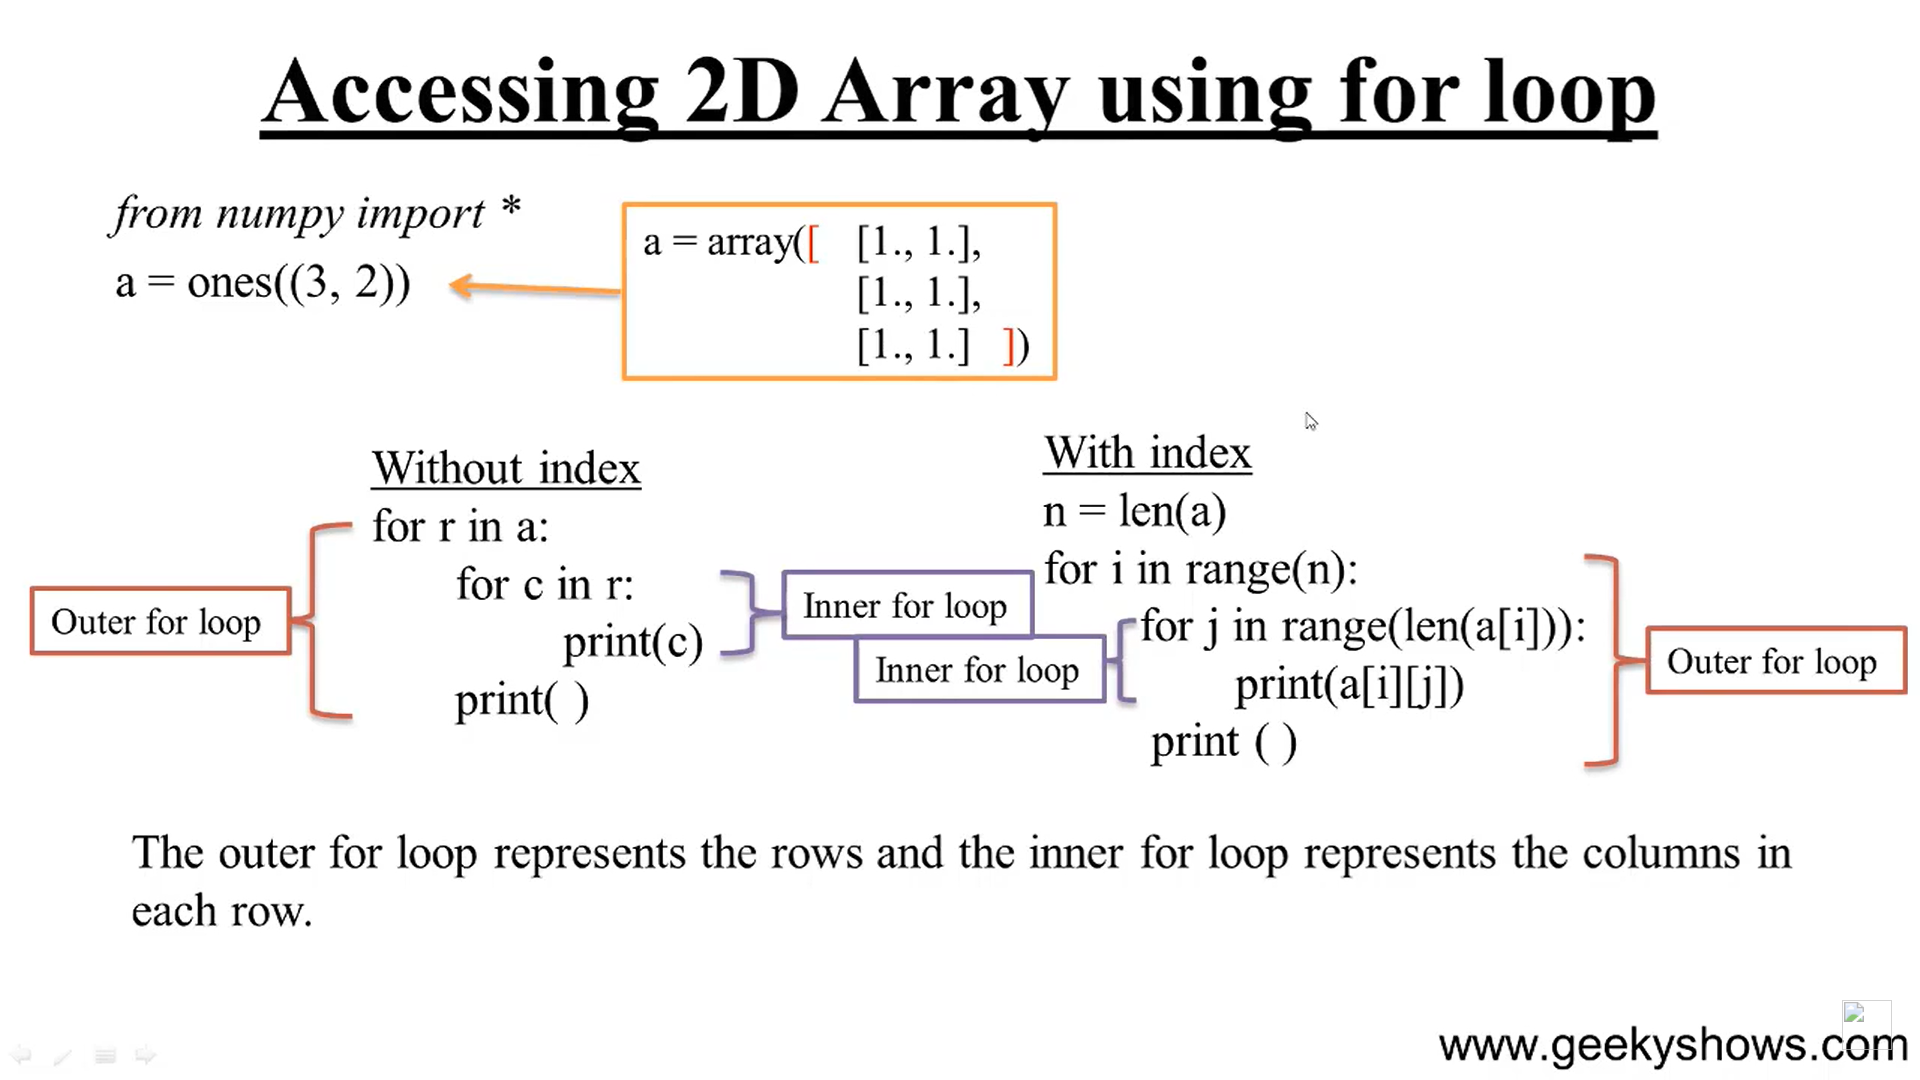 Accessing 2D Array using for loop
from numpy import *
a = ones((3, 2))
a = array([ [1., 1.],
[1., 1.],
[1., 1.] ])
Without index
for r in a:
for c in r:
print(c)
print( )
Outer for loop
Inner for loop
With index
n = len(a)
for i in range(n):
for j in range(len(a[i])):
print(a[i][j])
print ( )
Inner for loop
Outer for loop
The outer for loop represents the rows and the inner for loop represents the columns in
each row.
www.geekyshows.com